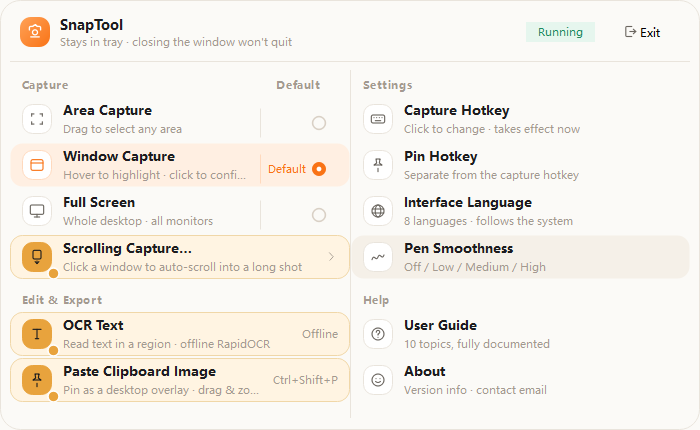 SnapTool
Stays in tray · closing the window won't quit
Running
Exit
Capture
Default
Area Capture
Drag to select any area
Window Capture
Hover to highlight · click to confi...
Default
Full Screen
Whole desktop · all monitors
Scrolling Capture...
Click a window to auto-scroll into a long shot
Edit & Export
OCR Text
Read text in a region · offline RapidOCR
Offline
Paste Clipboard Image
Pin as a desktop overlay · drag & zo...
Ctrl+Shift+P
Settings
Capture Hotkey
Click to change · takes effect now
Pin Hotkey
Separate from the capture hotkey
Interface Language
8 languages · follows the system
Pen Smoothness
Off / Low / Medium / High
Help
User Guide
10 topics, fully documented
About
Version info · contact email